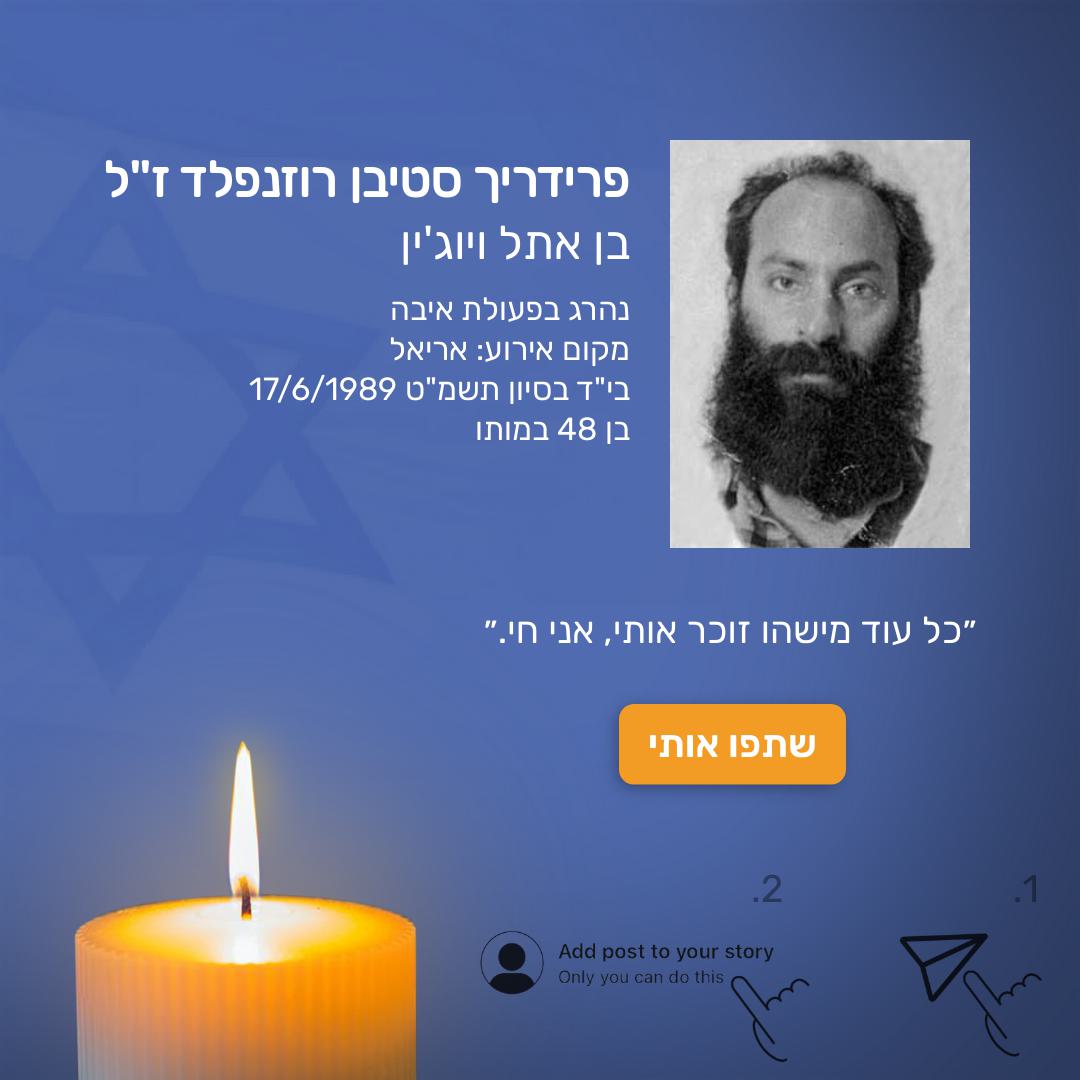 פרידריך סטיבן רוזנפלד ז"ל
בן אתל ויוג'ין
נהרג בפעולת איבה
מקום אירוע: אריאל
בי"ד בסיון תשמ"ט 17/6/1989
בן 48 במותו
״כל עוד מישהו זוכר אותי, אני חי.״
שתפו אותי
.1
.2
Add post to your story
Only you can do this